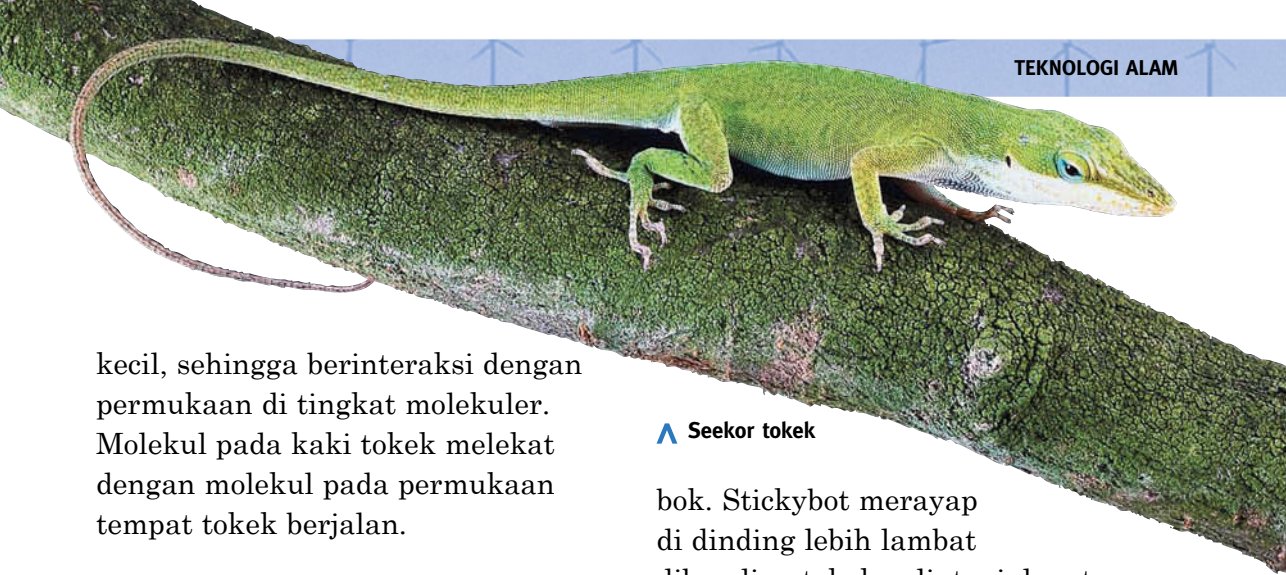 TEKNOLOGI ALAM
kecil, sehingga berinteraksi dengan
permukaan di tingkat molekuler.
Molekul pada kaki tokek melekat
dengan molekul pada permukaan
tempat tokek berjalan.
Seekor tokek
bok. Stickybot merayap
di dinding lebih lambat